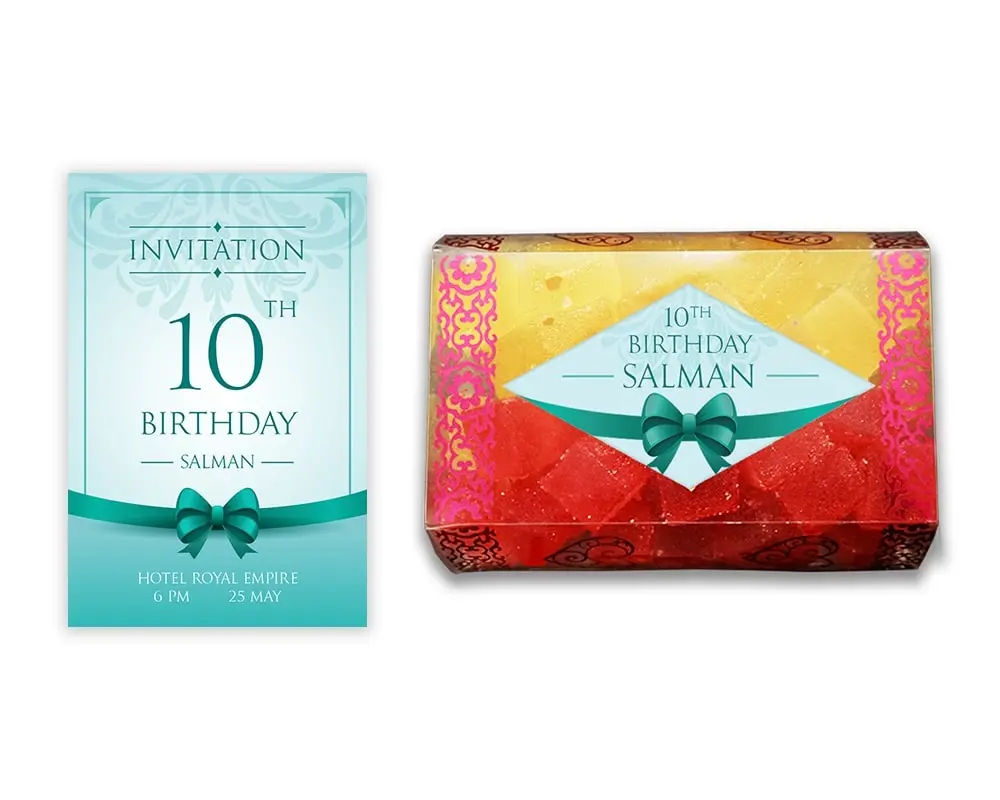 INVITATION
10TH
BIRTHDAY
SALMAN
HOTEL ROYAL EMPIRE
6 PM 25 MAY
10TH
BIRTHDAY
SALMAN